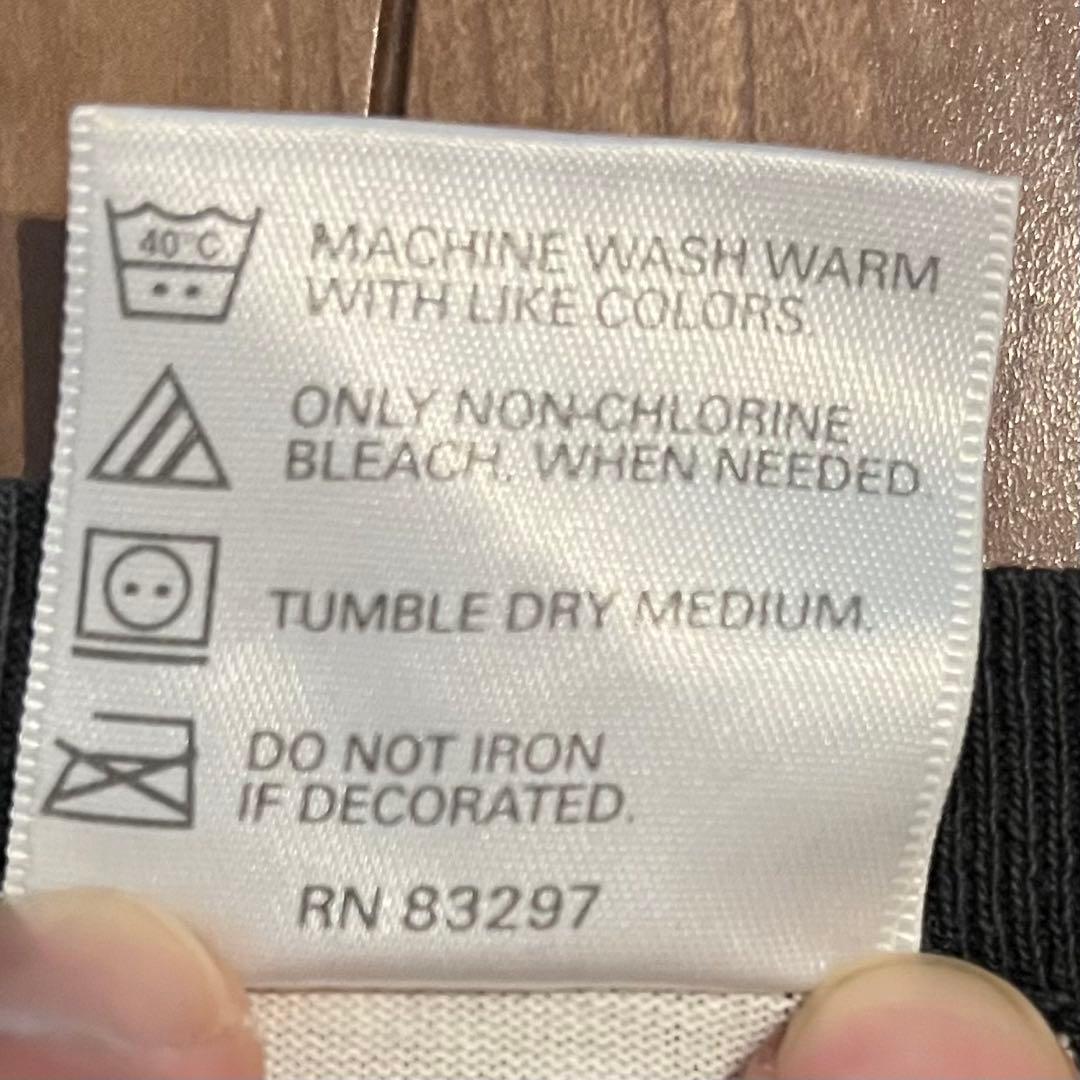 40°C
MACHINE WASH WARM
WITH LIKE COLORS.
ONLY NON-CHLORINE
BLEACH. WHEN NEEDED.
TUMBLE DRY MEDIUM.
DO NOT IRON
IF DECORATED.
RN 83297